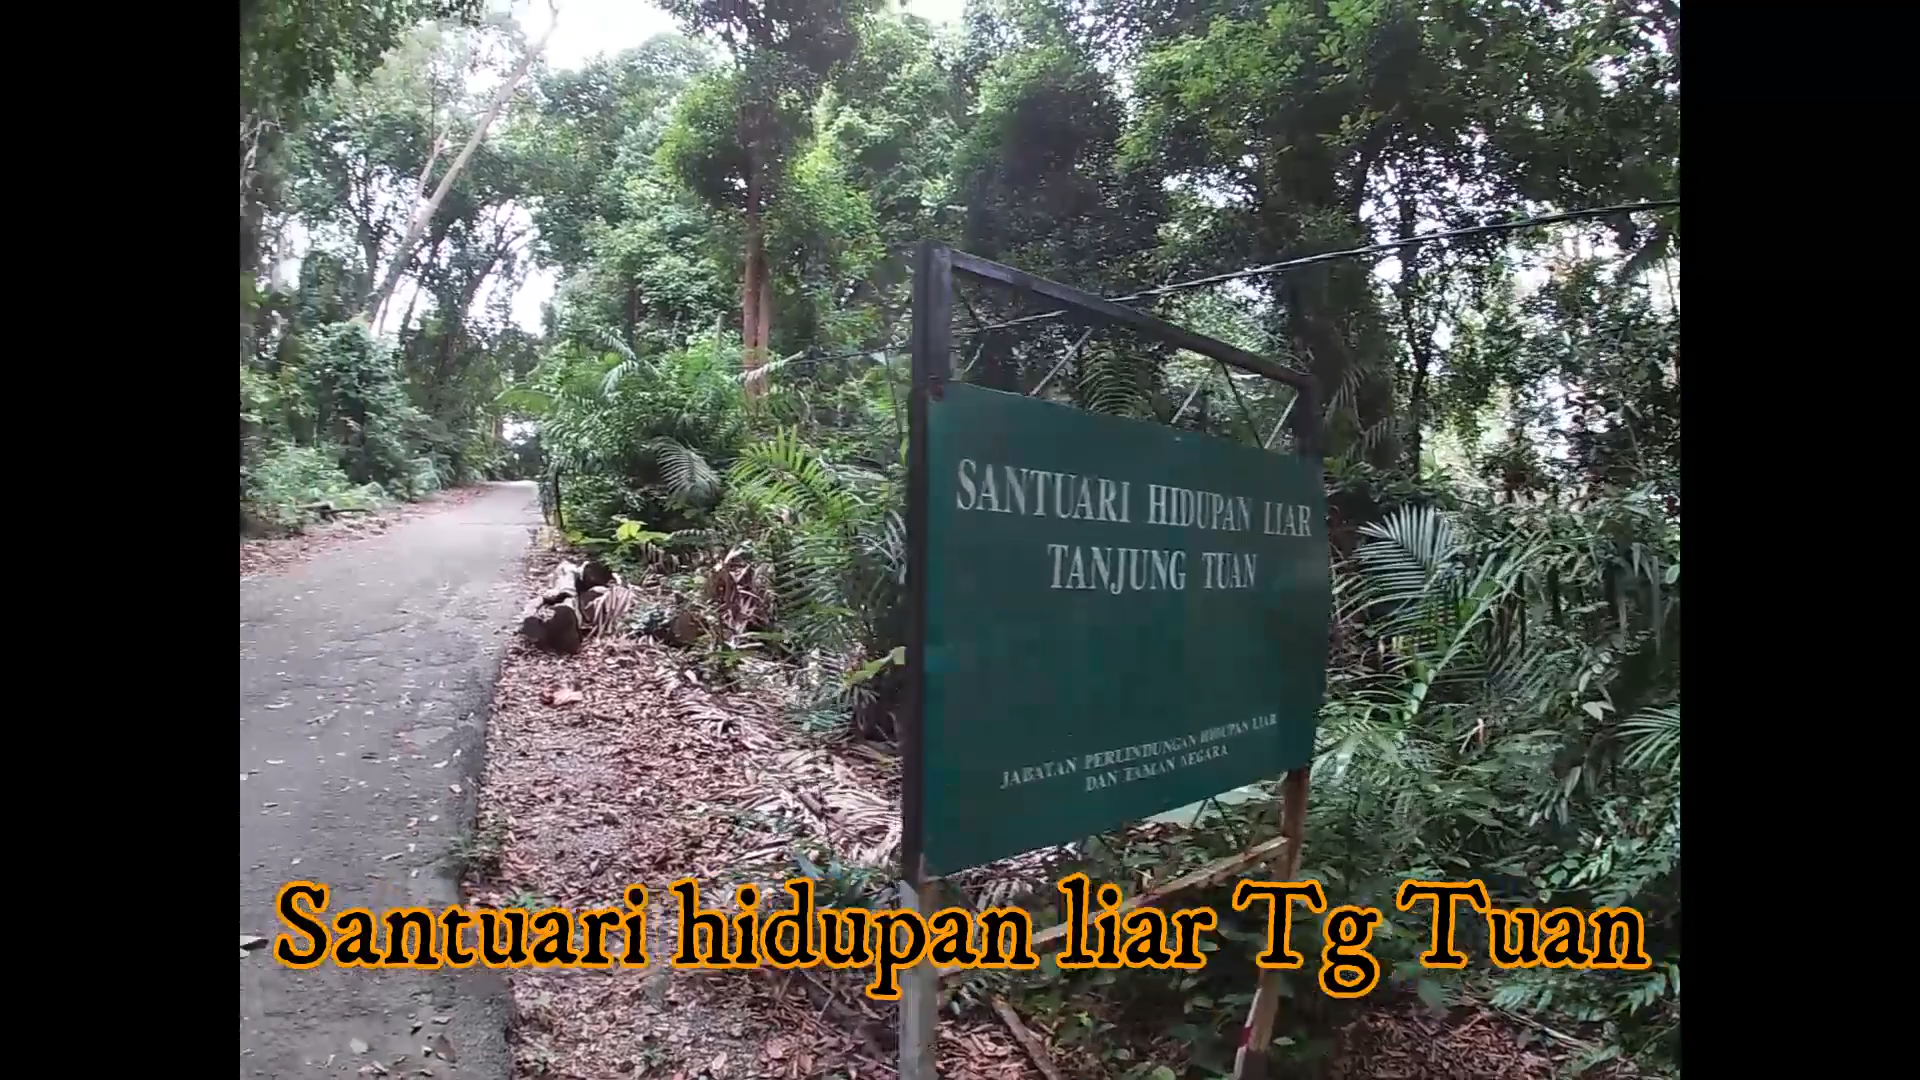 SANTUARI HIDUPAN LIAR
TANJUNG TUAN
JABATAN PERLINDUNGAN HIDUPAN LIAR
DAN TAMAN NEGARA
Santuari hidupan liar Tg Tuan